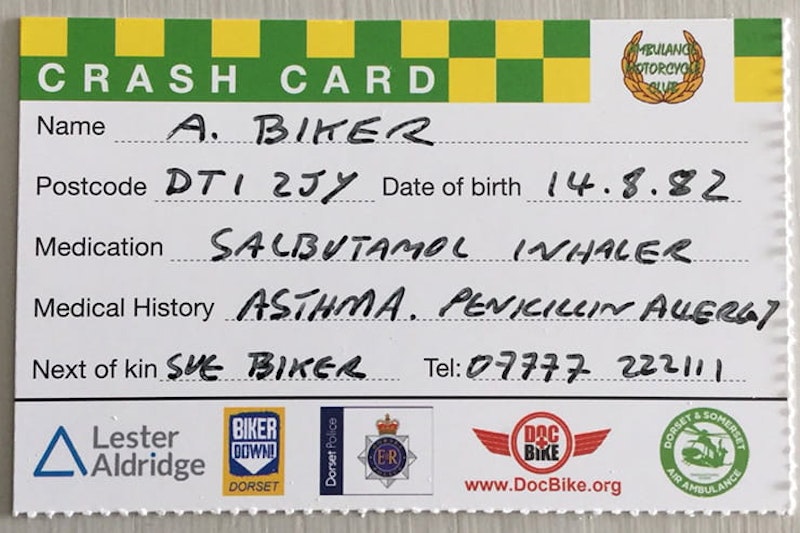 CRASH CARD
AMBULANCE
MOTORCYCLE
CLUB
Name A. BIKER
Postcode DT1 2JY Date of birth 14.8.82
Medication SALBUTAMOL INHALER
Medical History ASTHMA. PENICILLIN ALLERGY
Next of kin SUE BIKER Tel: 07777 222111
Lester
Aldridge
BIKER
DOWN!
DORSET
Dorset Police
E R
DOC
BIKE
www.DocBike.org
DORSET & SOMERSET
AIR AMBULANCE